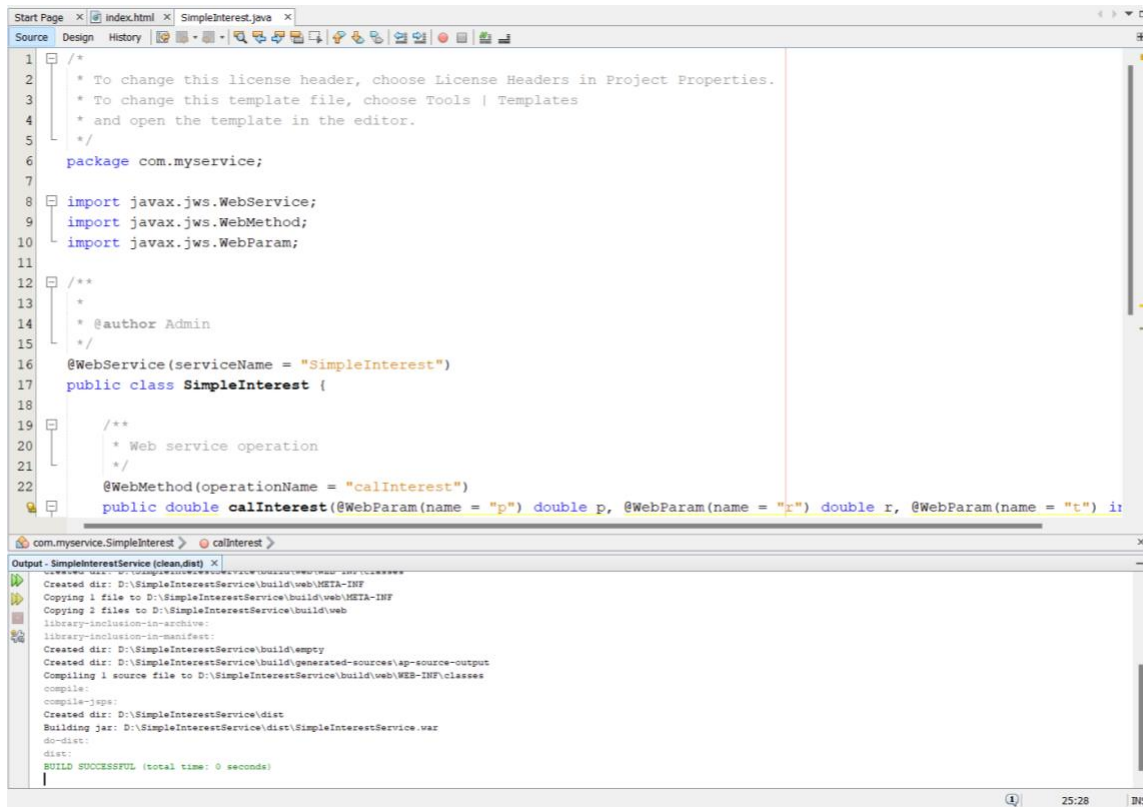 Start Page index.html SimpleInterest.java
Source Design History
1 /*
2 * To change this license header, choose License Headers in Project Properties.
3 * To change this template file, choose Tools | Templates
4 * and open the template in the editor.
5 */
6 package com.myservice;
7
8 import javax.jws.WebService;
9 import javax.jws.WebMethod;
10 import javax.jws.WebParam;
11
12 /**
13 *
14 * @author Admin
15 */
16 @WebService(serviceName = "SimpleInterest")
17 public class SimpleInterest {
18
19 /**
20 * Web service operation
21 */
22 @WebMethod(operationName = "calInterest")
public double calInterest(@WebParam(name = "p") double p, @WebParam(name = "r") double r, @WebParam(name = "t")
com.myservice.SimpleInterest calInterest
Output - SimpleInterestService (clean,dist)
Created dir: D:\SimpleInterestService\build\web\WEB-INF\classes
Created dir: D:\SimpleInterestService\build\web\META-INF
Copying 1 file to D:\SimpleInterestService\build\web\META-INF
Copying 2 files to D:\SimpleInterestService\build\web
library-inclusion-in-archive:
library-inclusion-in-manifest:
Created dir: D:\SimpleInterestService\build\empty
Created dir: D:\SimpleInterestService\build\generated-sources\ap-source-output
Compiling 1 source file to D:\SimpleInterestService\build\web\WEB-INF\classes
compile:
compile-jsps:
Created dir: D:\SimpleInterestService\dist
Building jar: D:\SimpleInterestService\dist\SimpleInterestService.war
do-dist:
dist:
BUILD SUCCESSFUL (total time: 0 seconds)
1 25:28